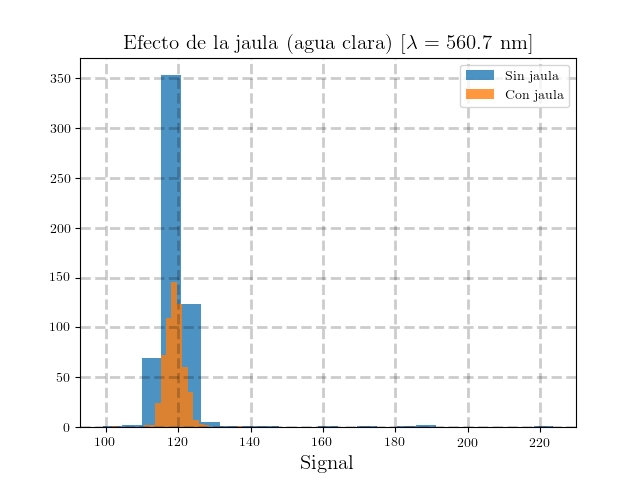 Efecto de la jaula (agua clara) [λ = 560.7 nm]
Sin jaula
Con jaula
350
300
250
200
150
100
50
0
100 120 140 160 180 200 220
Signal